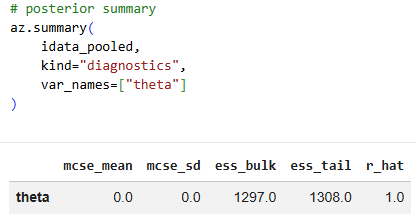 # posterior summary
az.summary(
    idata_pooled,
    kind="diagnostics",
    var_names=["theta"]
)
mcse_mean mcse_sd ess_bulk ess_tail r_hat
theta 0.0 0.0 1297.0 1308.0 1.0